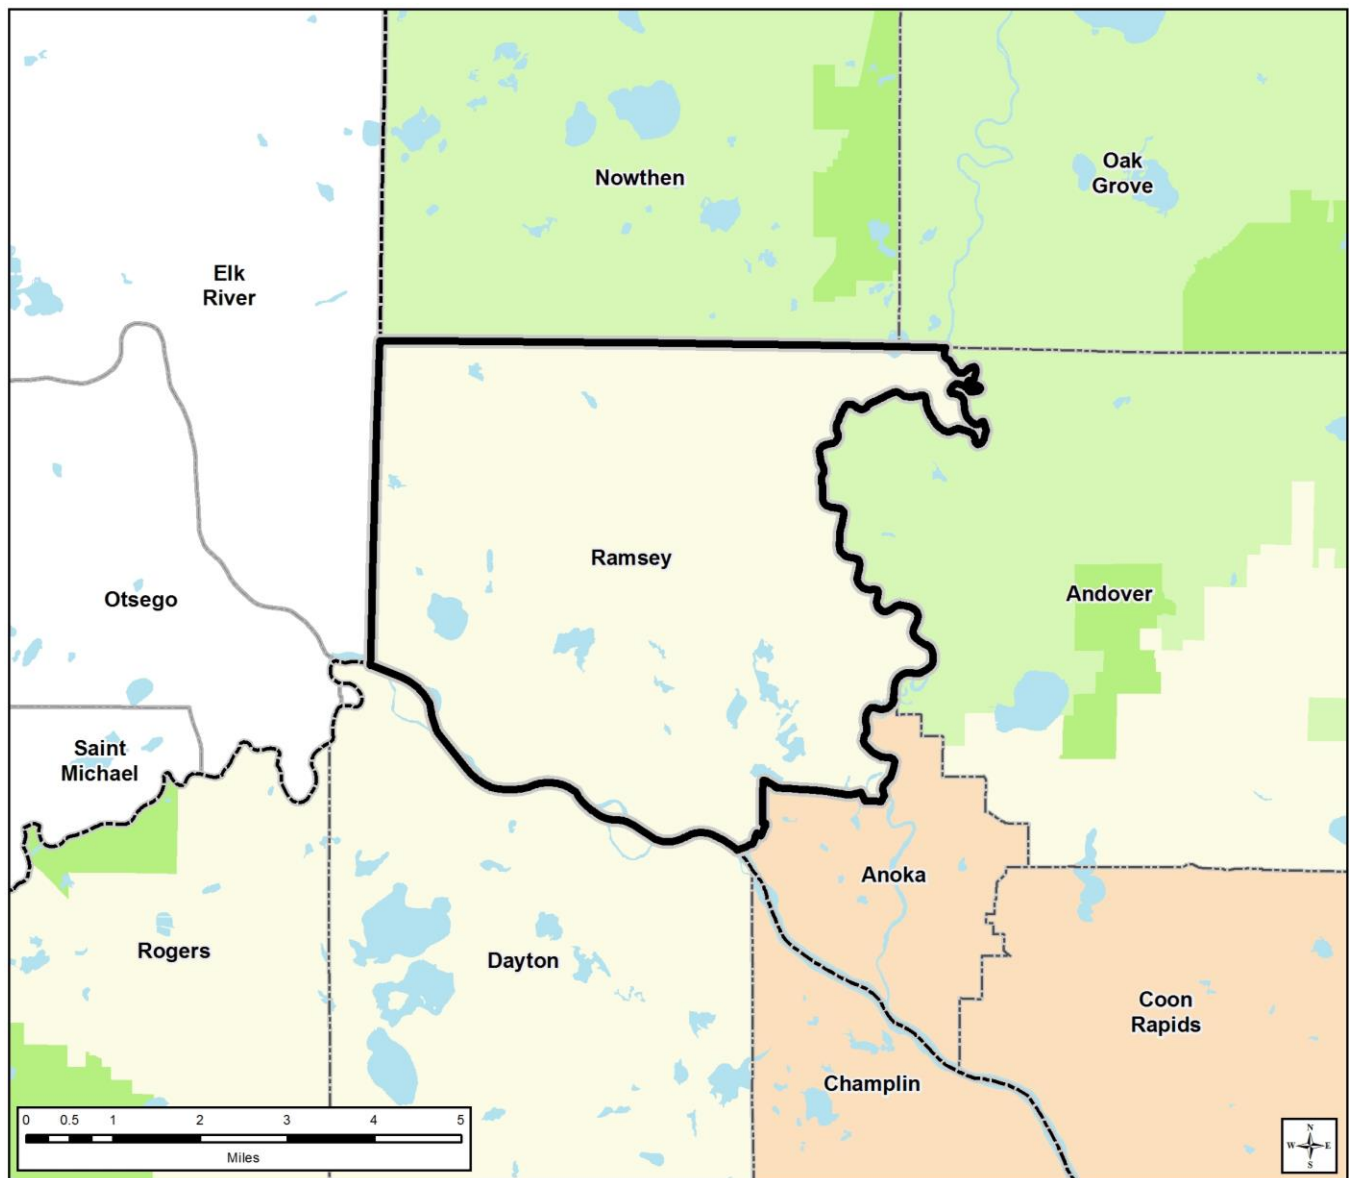 Nowthen
Oak
Grove
Elk
River
Ramsey
Otsego
Andover
Saint
Michael
Anoka
Rogers
Dayton
Coon
Rapids
Champlin
0 0.5 1 2 3 4 5
Miles
N
W E
S